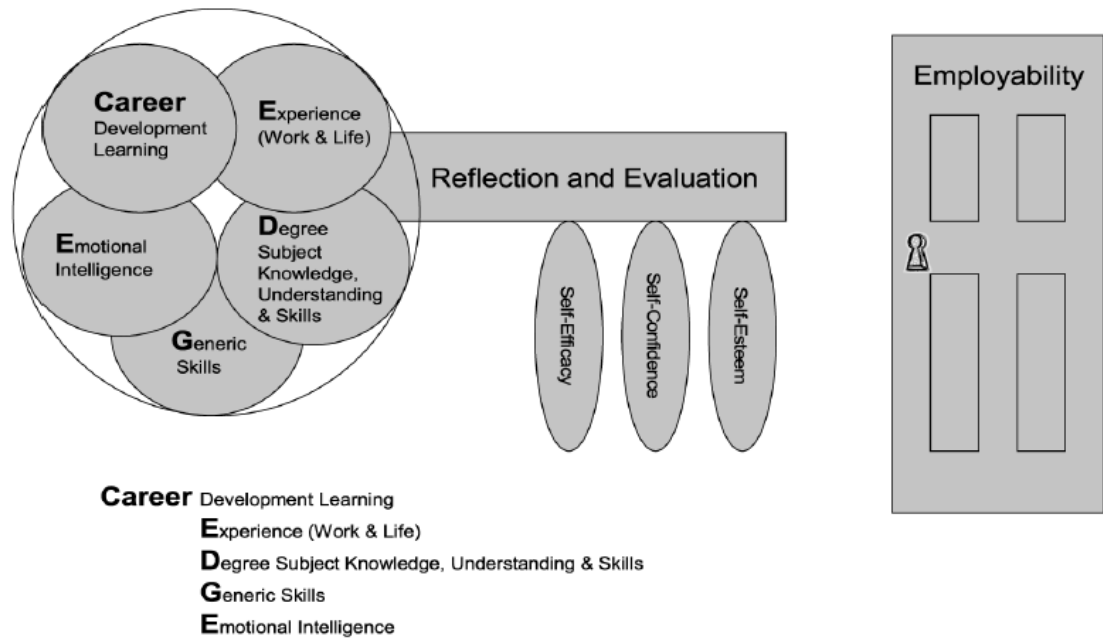 Career
Development
Learning
Experience
(Work & Life)
Emotional
Intelligence
Degree
Subject
Knowledge,
Understanding
& Skills
Generic
Skills
Reflection and Evaluation
Self-Efficacy
Self-Confidence
Self-Esteem
Employability
Career Development Learning
Experience (Work & Life)
Degree Subject Knowledge, Understanding & Skills
Generic Skills
Emotional Intelligence